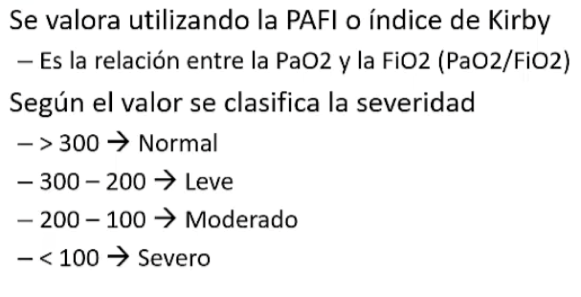 Se valora utilizando la PAFI o índice de Kirby
– Es la relación entre la PaO2 y la FiO2 (PaO2/FiO2)
Según el valor se clasifica la severidad
– > 300 → Normal
– 300 – 200 → Leve
– 200 – 100 → Moderado
– < 100 → Severo